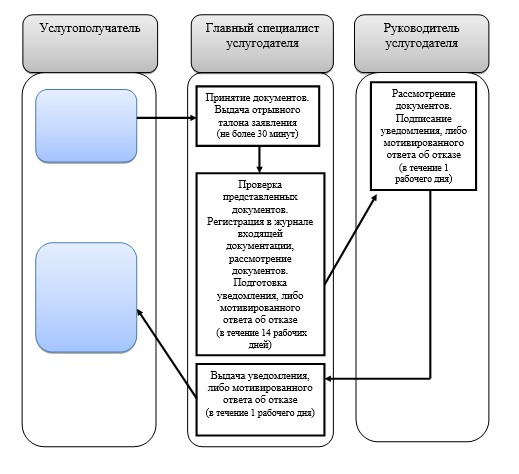 Услугополучатель
Главный специалист
услугодателя
Руководитель
услугодателя
Принятие документов.
Выдача отрывного
талона заявления
(не более 30 минут)
Проверка
представленных
документов.
Регистрация в журнале
входящей
документации,
рассмотрение
документов.
Подготовка
уведомления, либо
мотивированного
ответа об отказе
(в течение 14 рабочих
дней)
Рассмотрение
документов.
Подписание
уведомления, либо
мотивированного
ответа об отказе
(в течение 1
рабочего дня)
Выдача уведомления,
либо мотивированного
ответа об отказе
(в течение 1 рабочего дня)